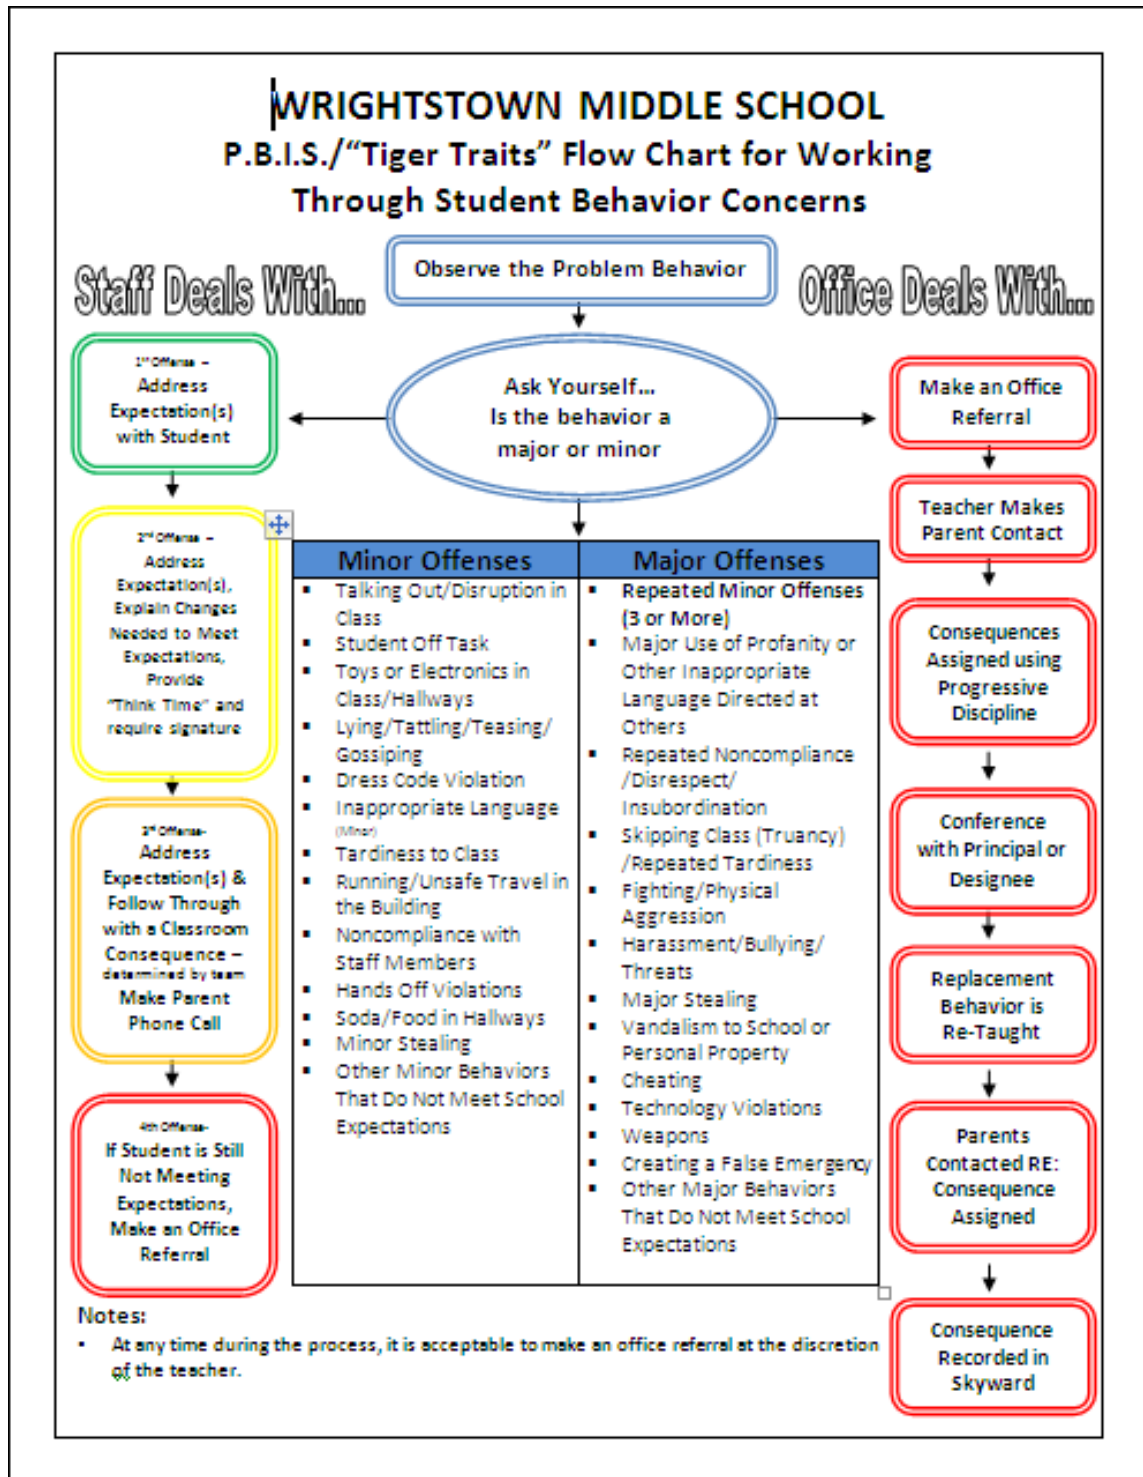 WRIGHTSTOWN MIDDLE SCHOOL
P.B.I.S./“Tiger Traits” Flow Chart for Working
Through Student Behavior Concerns
Staff Deals With...
Observe the Problem Behavior
Office Deals With...
Ask Yourself...
Is the behavior a
major or minor
1st Offense –
Address
Expectation(s)
with Student
2nd Offense –
Address
Expectation(s),
Explain Changes
Needed to Meet
Expectations,
Provide
“Think Time” and
require signature
3rd Offense-
Address
Expectation(s) &
Follow Through
with a Classroom
Consequence –
determined by team
Make Parent
Phone Call
4th Offense-
If Student is Still
Not Meeting
Expectations,
Make an Office
Referral
Minor Offenses
▪ Talking Out/Disruption in
Class
▪ Student Off Task
▪ Toys or Electronics in
Class/Hallways
▪ Lying/Tattling/Teasing/
Gossiping
▪ Dress Code Violation
▪ Inappropriate Language
(Minor)
▪ Tardiness to Class
▪ Running/Unsafe Travel in
the Building
▪ Noncompliance with
Staff Members
▪ Hands Off Violations
▪ Soda/Food in Hallways
▪ Minor Stealing
▪ Other Minor Behaviors
That Do Not Meet School
Expectations
Major Offenses
▪ Repeated Minor Offenses
(3 or More)
▪ Major Use of Profanity or
Other Inappropriate
Language Directed at
Others
▪ Repeated Noncompliance
/Disrespect/
Insubordination
▪ Skipping Class (Truancy)
/Repeated Tardiness
▪ Fighting/Physical
Aggression
▪ Harassment/Bullying/
Threats
▪ Major Stealing
▪ Vandalism to School or
Personal Property
▪ Cheating
▪ Technology Violations
▪ Weapons
▪ Creating a False Emergency
▪ Other Major Behaviors
That Do Not Meet School
Expectations
Make an Office
Referral
Teacher Makes
Parent Contact
Consequences
Assigned using
Progressive
Discipline
Conference
with Principal or
Designee
Replacement
Behavior is
Re-Taught
Parents
Contacted RE:
Consequence
Assigned
Consequence
Recorded in
Skyward
Notes:
▪ At any time during the process, it is acceptable to make an office referral at the discretion
of the teacher.